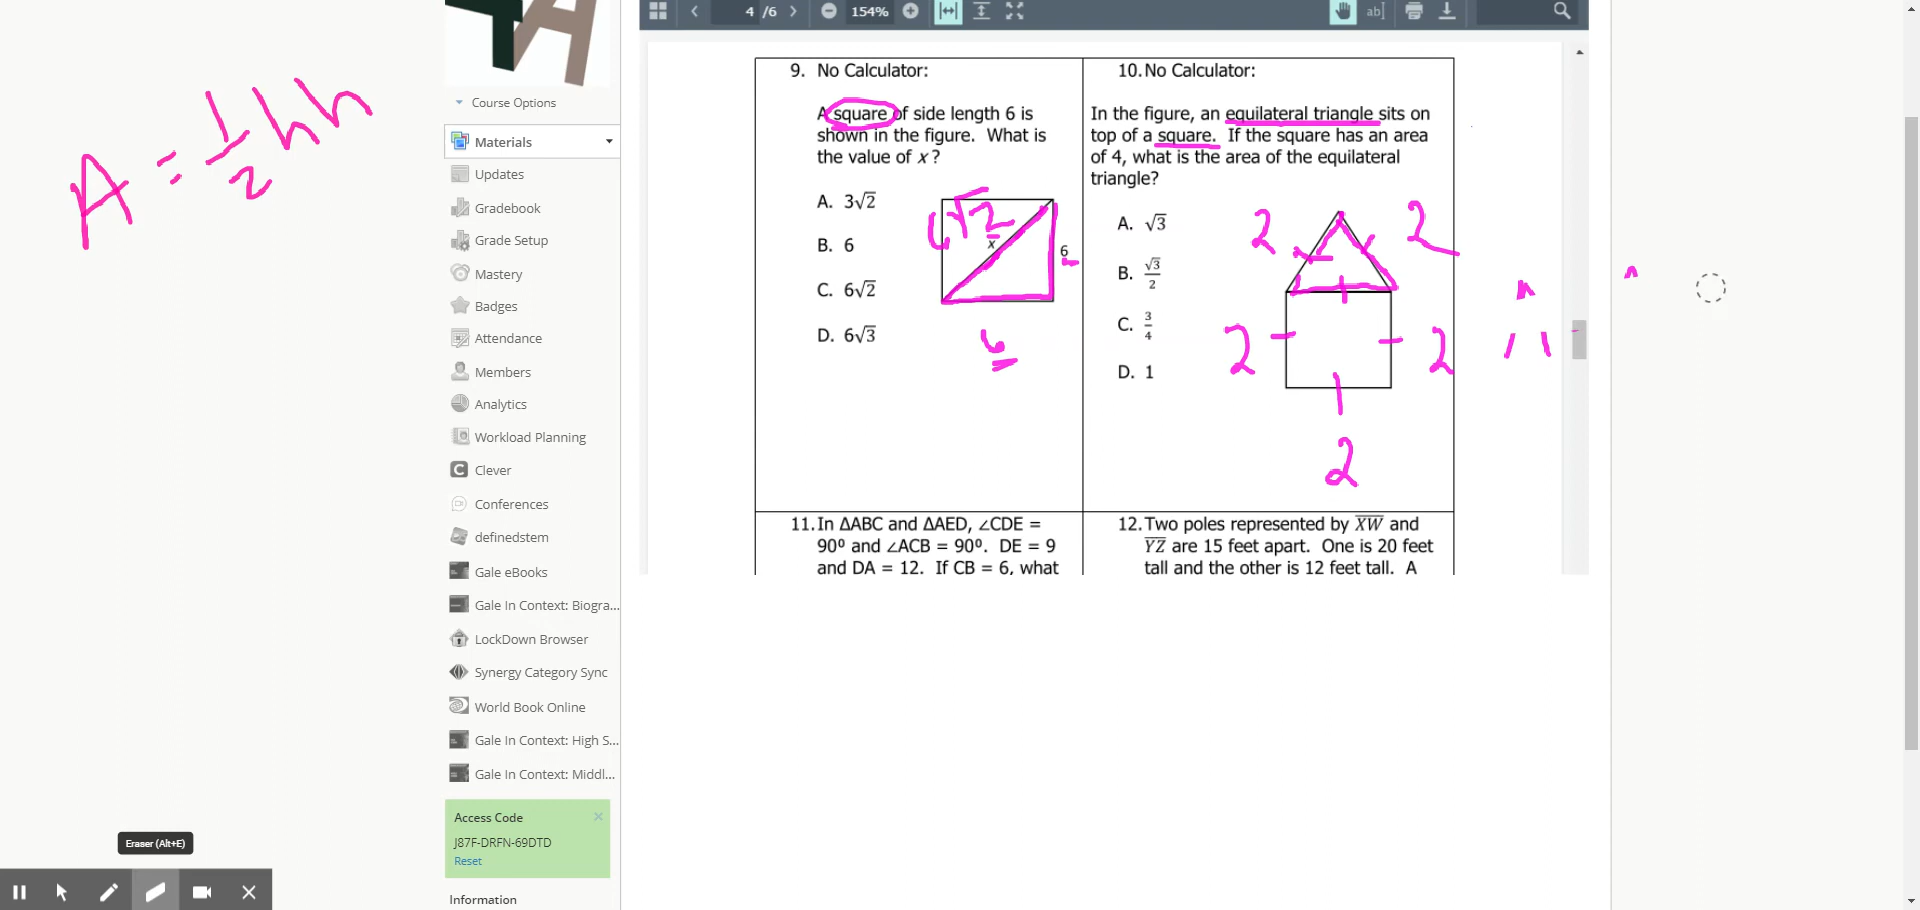 A = 1/2 bh
Course Options
Materials
Updates
Gradebook
Grade Setup
Mastery
Badges
Attendance
Members
Analytics
Workload Planning
Clever
Conferences
definedstem
Gale eBooks
Gale In Context: Biogra...
LockDown Browser
Synergy Category Sync
World Book Online
Gale In Context: High S...
Gale In Context: Middl...
Access Code
J87F-DRFN-69DTD
Reset
Information
Eraser (Alt+E)
4 /6
154%
ab
9. No Calculator:
A square of side length 6 is
shown in the figure. What is
the value of x?
A. 3√2
B. 6
C. 6√2
D. 6√3
6√2
x
6
6
10. No Calculator:
In the figure, an equilateral triangle sits on
top of a square. If the square has an area
of 4, what is the area of the equilateral
triangle?
A. √3
B. √3/2
C. 3/4
D. 1
2
2
2
2
2
11. In ΔABC and ΔAED, ∠CDE =
90⁰ and ∠ACB = 90⁰. DE = 9
and DA = 12. If CB = 6, what
12. Two poles represented by X̅W̅ and
Y̅Z̅ are 15 feet apart. One is 20 feet
tall and the other is 12 feet tall. A